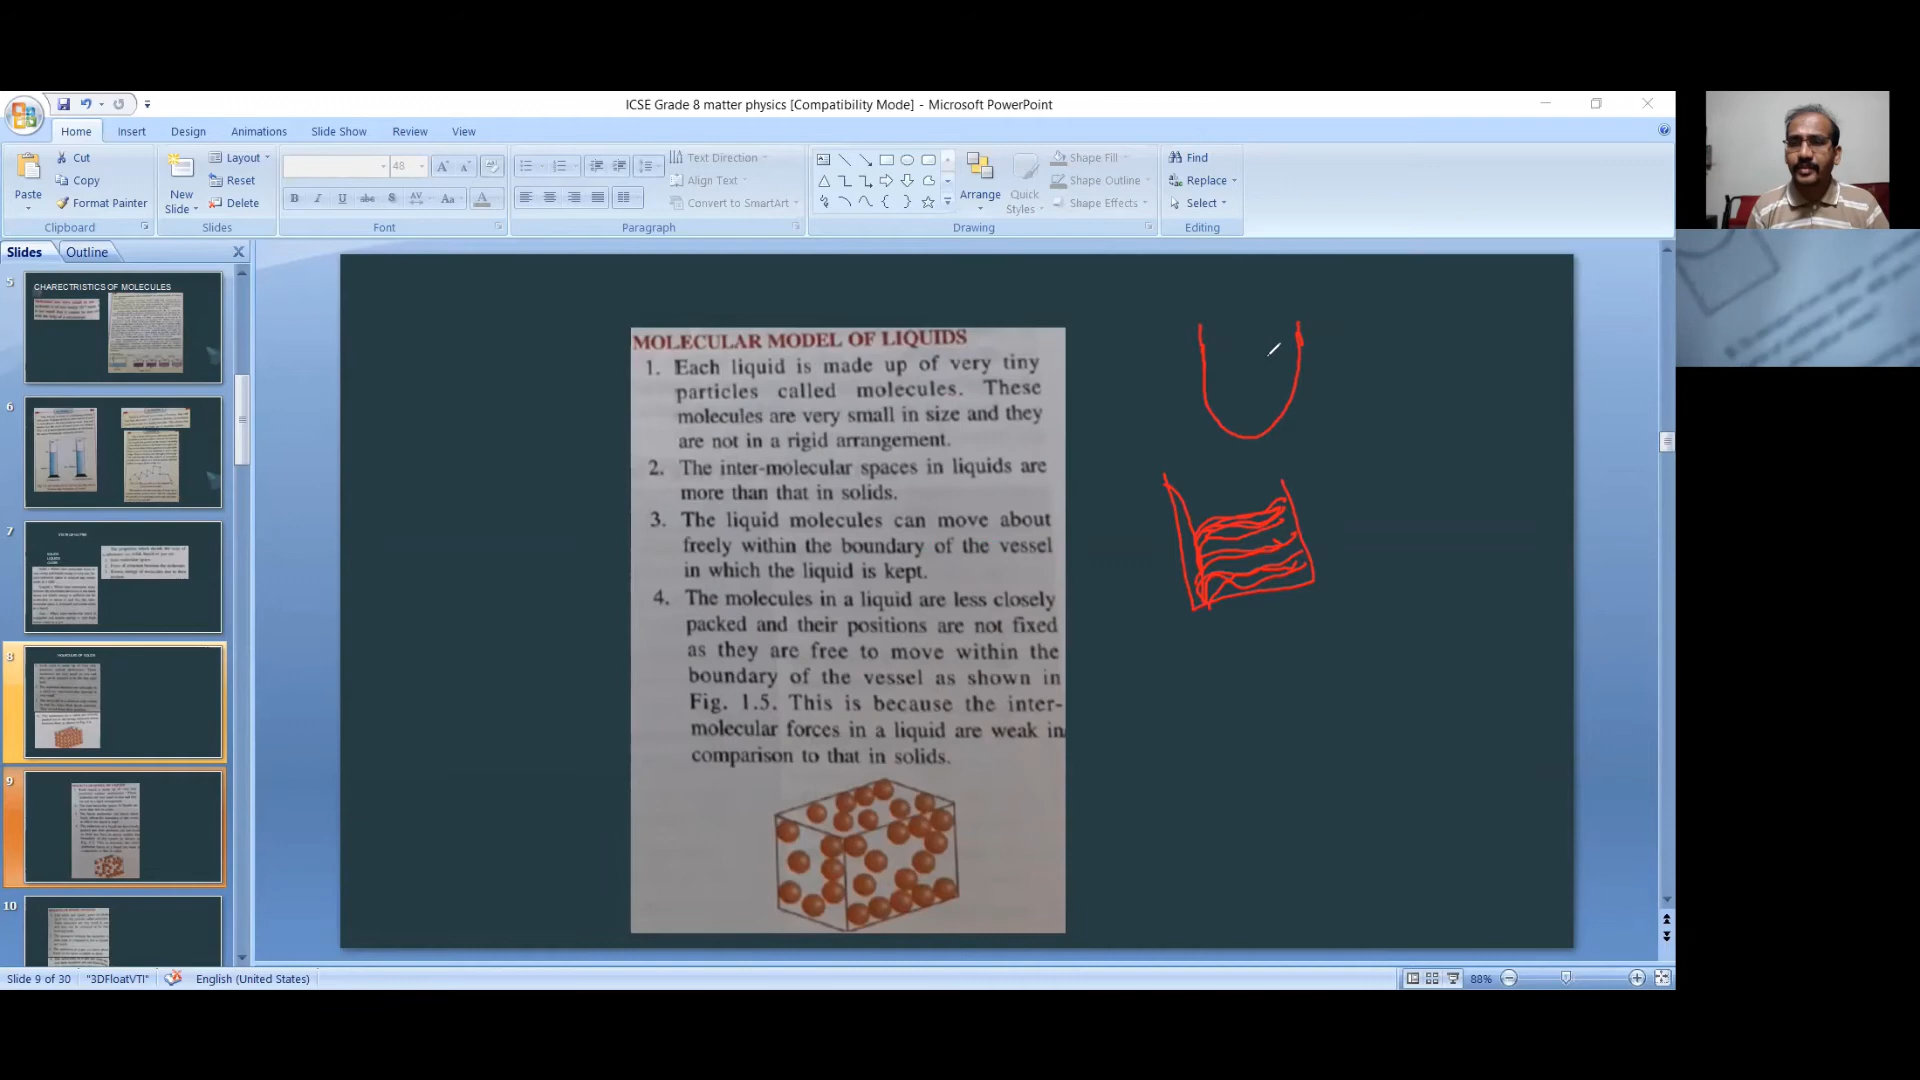 ICSE Grade 8 matter physics [Compatibility Mode] - Microsoft PowerPoint
Home Insert Design Animations Slide Show Review View
Paste
Cut
Copy
Format Painter
Clipboard
New Slide
Layout
Reset
Delete
Slides
48
Font
Text Direction
Align Text
Convert to SmartArt
Paragraph
Arrange
Quick Styles
Shape Fill
Shape Outline
Shape Effects
Drawing
Find
Replace
Select
Editing
Slides Outline
5
CHARECTRISTICS OF MOLECULES
6
7
8
9
10
MOLECULAR MODEL OF LIQUIDS
1. Each liquid is made up of very tiny
particles called molecules. These
molecules are very small in size and they
are not in a rigid arrangement.
2. The inter-molecular spaces in liquids are
more than that in solids.
3. The liquid molecules can move about
freely within the boundary of the vessel
in which the liquid is kept.
4. The molecules in a liquid are less closely
packed and their positions are not fixed
as they are free to move within the
boundary of the vessel as shown in
Fig. 1.5. This is because the inter-
molecular forces in a liquid are weak in
comparison to that in solids.
Slide 9 of 30 "3DFloatVTI" English (United States) 88%